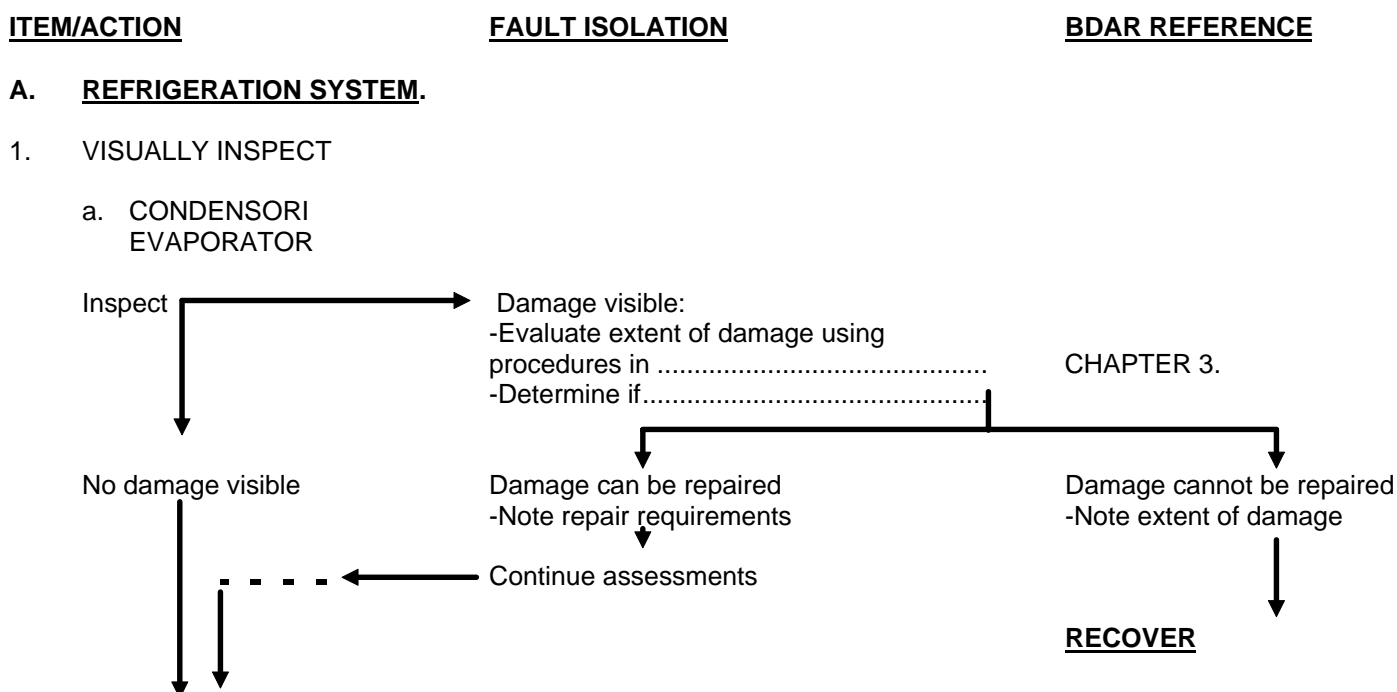 ITEM/ACTION FAULT ISOLATION BDAR REFERENCE
A. REFRIGERATION SYSTEM.
1. VISUALLY INSPECT
a. CONDENSORI
EVAPORATOR
Inspect Damage visible:
-Evaluate extent of damage using
procedures in ............................................ CHAPTER 3.
-Determine if..............................................
No damage visible Damage can be repaired Damage cannot be repaired
-Note repair requirements -Note extent of damage
Continue assessments
RECOVER